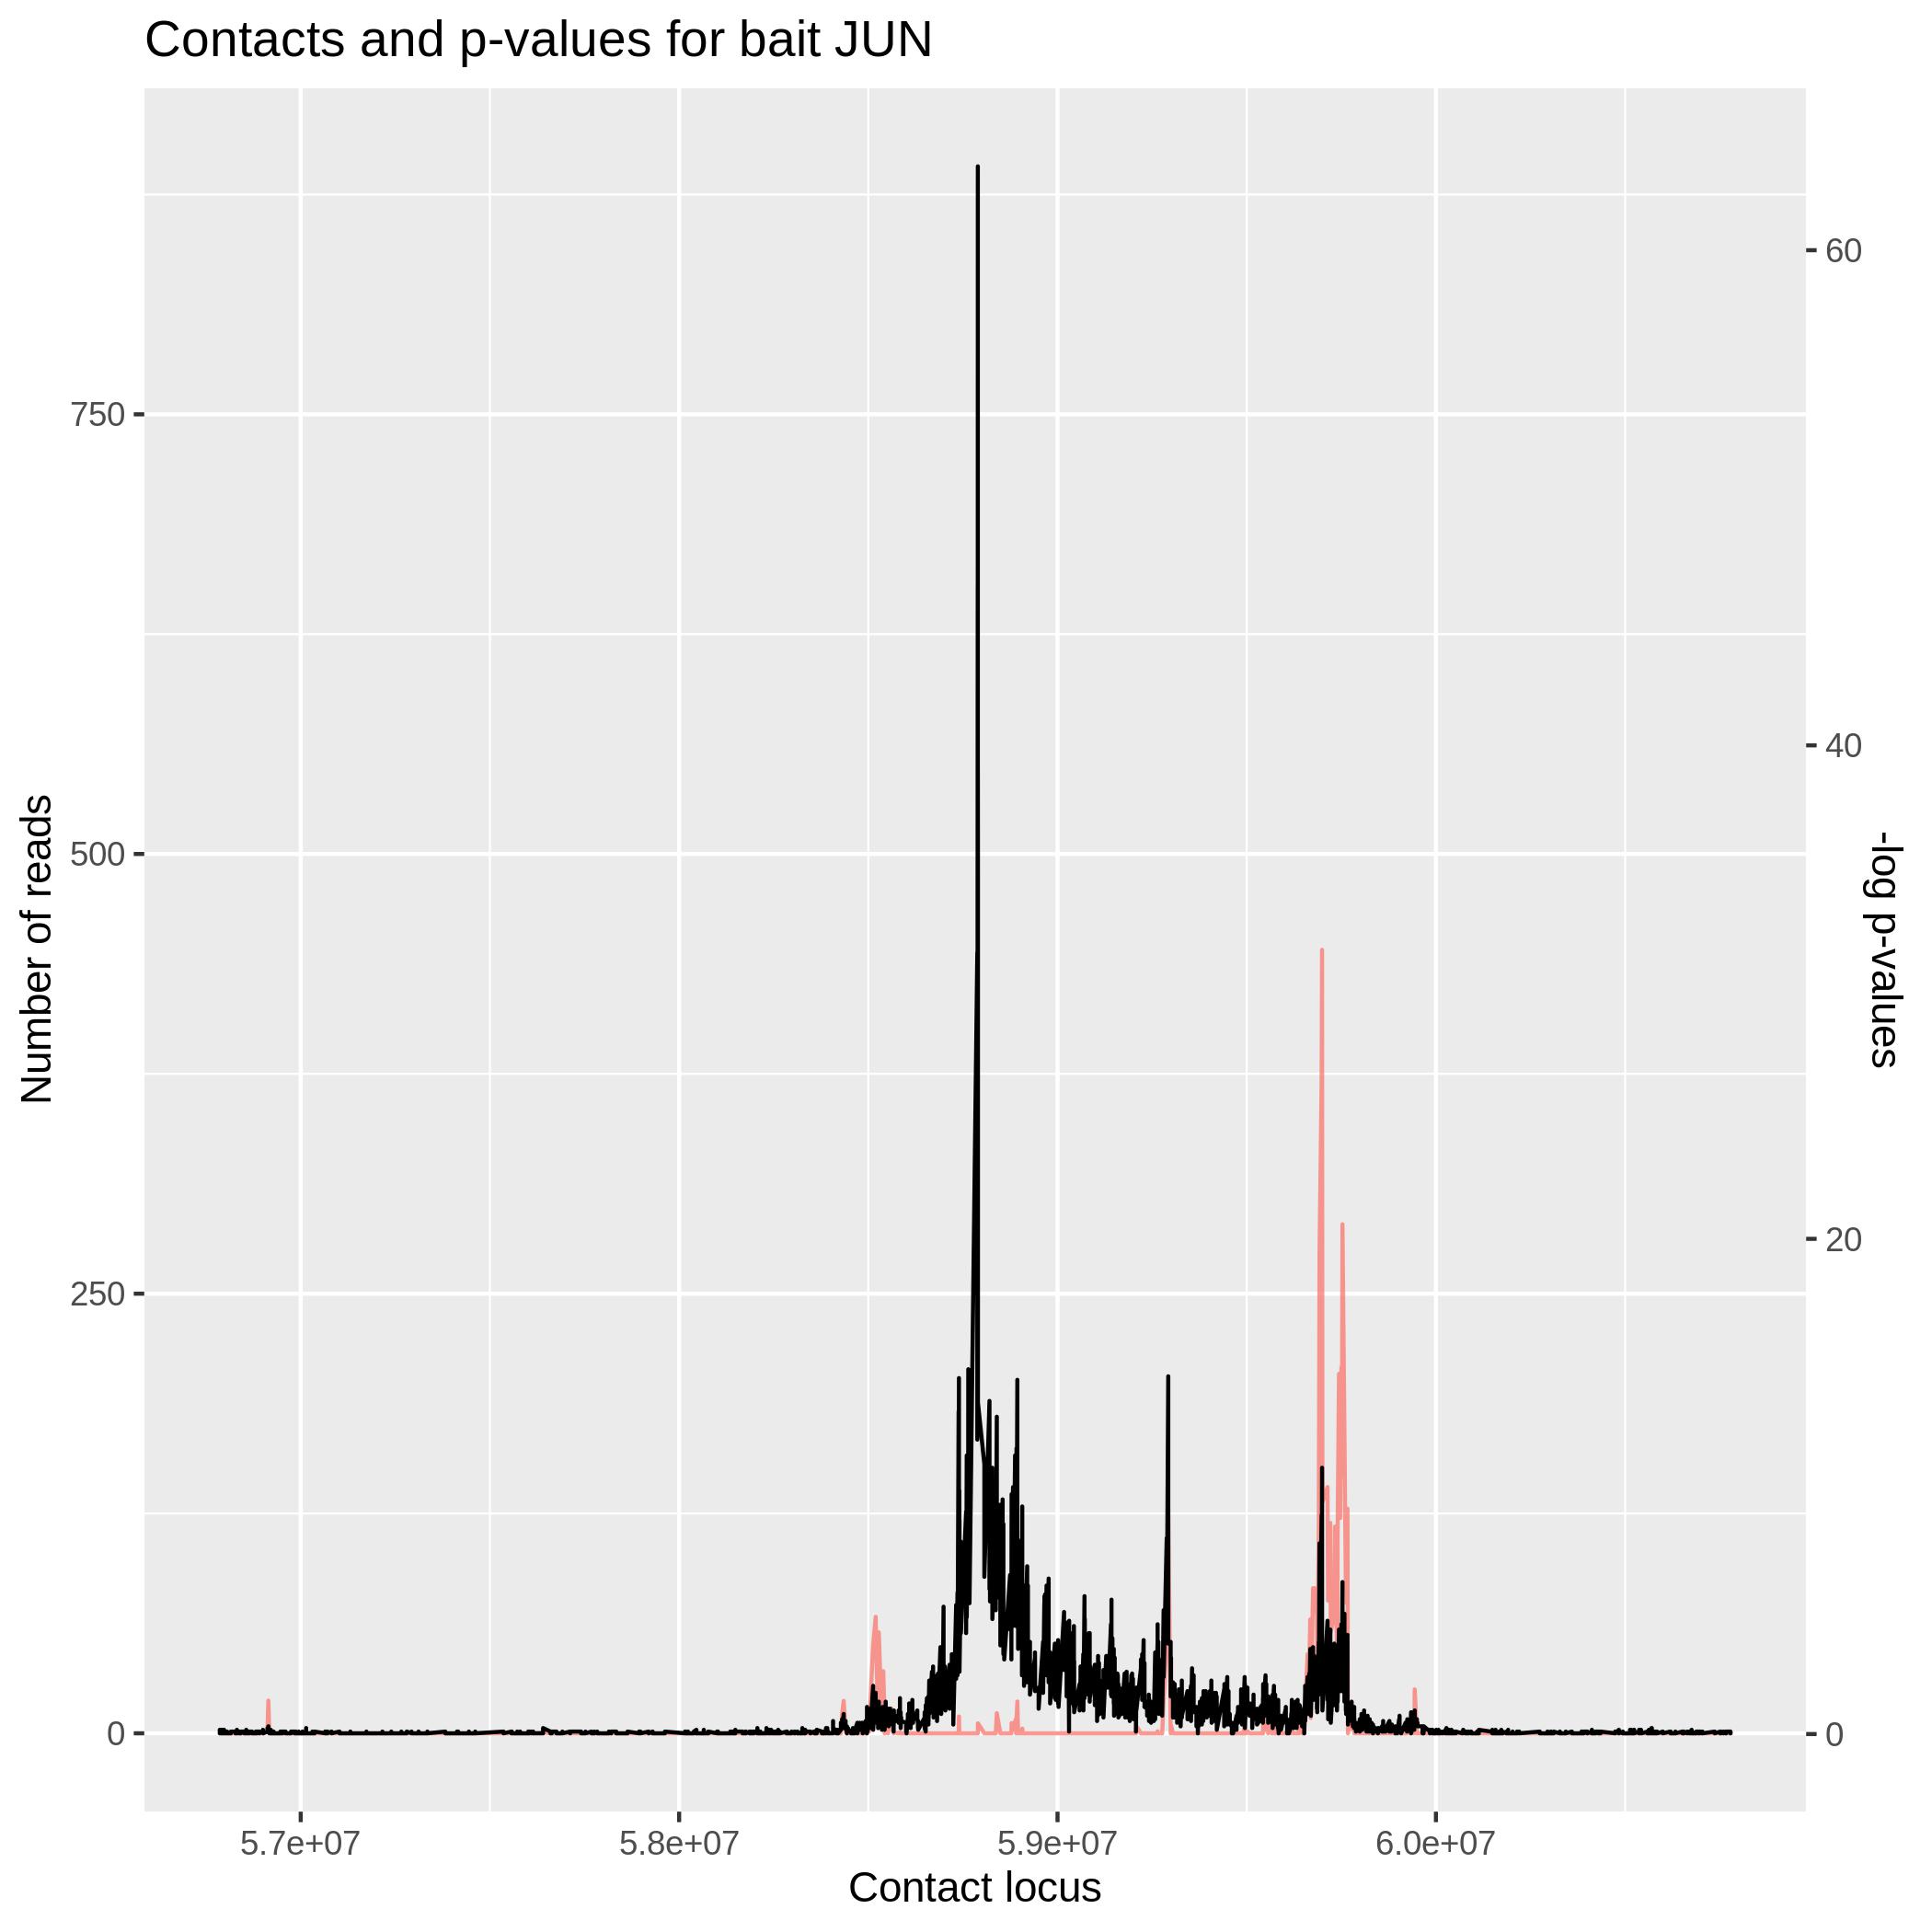 Contacts and p-values for bait JUN
Number of reads
750
500
250
0
60
40
20
0
-log p-values
5.7e+07 5.8e+07 5.9e+07 6.0e+07
Contact locus